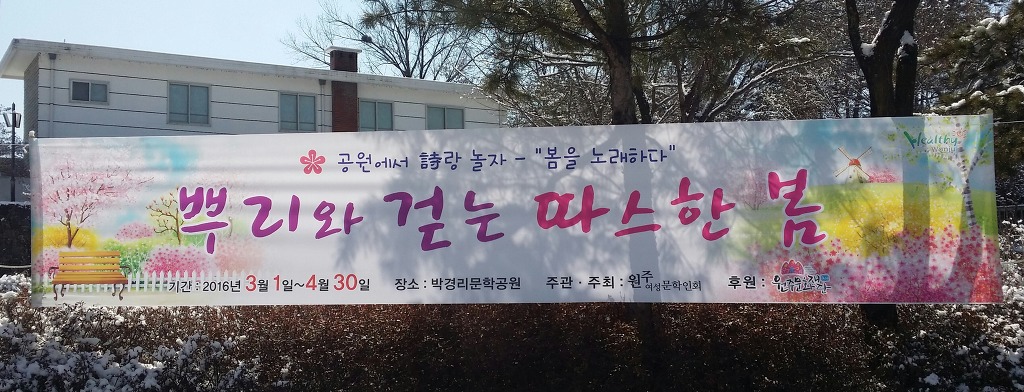 공원에서 詩랑 놀자 - "봄을 노래하다"
Healthy Wonju
뿌리와 걷는 따스한 봄
기간 : 2016년 3월 1일~4월 30일 장소 : 박경리문학공원 주관 · 주최 : 원주여성문학인회 후원 :